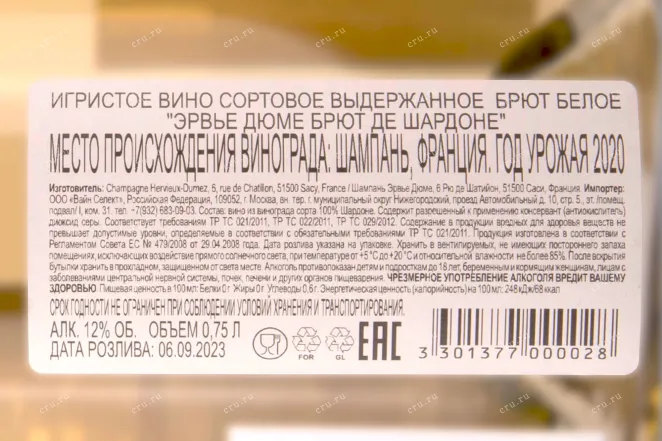 ИГРИСТОЕ ВИНО СОРТОВОЕ ВЫДЕРЖАННОЕ БРЮТ БЕЛОЕ
"ЭРВЬЕ ДЮМЕ БРЮТ ДЕ ШАРДОНЕ"
МЕСТО ПРОИСХОЖДЕНИЯ ВИНОГРАДА: ШАМПАНЬ, ФРАНЦИЯ. ГОД УРОЖАЯ 2020
Изготовитель: Champagne Hervieux-Dumez, 6, rue de Chatillon, 51500 Sacy, France / Шампань Эрвье Дюме, 6 Рю де Шатийон, 51500 Саси, Франция. Импортер:
ООО «Вайн Селект», Российская Федерация, 109052, г. Москва, вн. тер. г. муниципальный округ Нижегородский, проезд Автомобильный д. 10, стр. 5, эт. /помещ.
подвал/ I, ком. 31. тел. +7(932) 683-09-03. Состав: вино из винограда сорта 100% Шардоне. Содержит разрешенный к применению консервант (антиокислитель)
диоксид серы. Соответствует требованиям ТР ТС 021/2011, ТР ТС 022/2011, ТР ТС 029/2012. Содержание в продукции вредных для здоровья веществ не
превышает допустимые уровни, определяемые в соответствии с обязательными требованиями ТР ТС 021/2011. Продукция изготовлена в соответствии с
Регламентом Совета ЕС № 479/2008 от 29.04.2008 года. Дата розлива указана на упаковке. Хранить в вентилируемых, не имеющих постороннего запаха
помещениях, исключающих воздействие прямого солнечного света, при температуре от +5 °С до +20 °С и относительной влажности не более 85%. После вскрытия
бутылки хранить в прохладном, защищенном от света месте. Алкоголь противопоказан детям и подросткам до 18 лет, беременным и кормящим женщинам, лицам с
заболеваниями центральной нервной системы, почек, печени и других органов пищеварения. ЧРЕЗМЕРНОЕ УПОТРЕБЛЕНИЕ АЛКОГОЛЯ ВРЕДИТ ВАШЕМУ
ЗДОРОВЬЮ Пищевая ценность в 100 мл: Белки 0 г Жиры 0 г Углеводы 0,6 г Энергетическая ценность (калорийность) на 100 мл: 248 кДж/68 ккал
СРОК ГОДНОСТИ НЕ ОГРАНИЧЕН ПРИ СОБЛЮДЕНИИ УСЛОВИЙ ХРАНЕНИЯ И ТРАНСПОРТИРОВАНИЯ.
АЛК. 12% ОБ. ОБЪЕМ 0,75 Л
ДАТА РОЗЛИВА: 06.09.2023
FOR GL
EAC
3 301377 000028
cru.ru